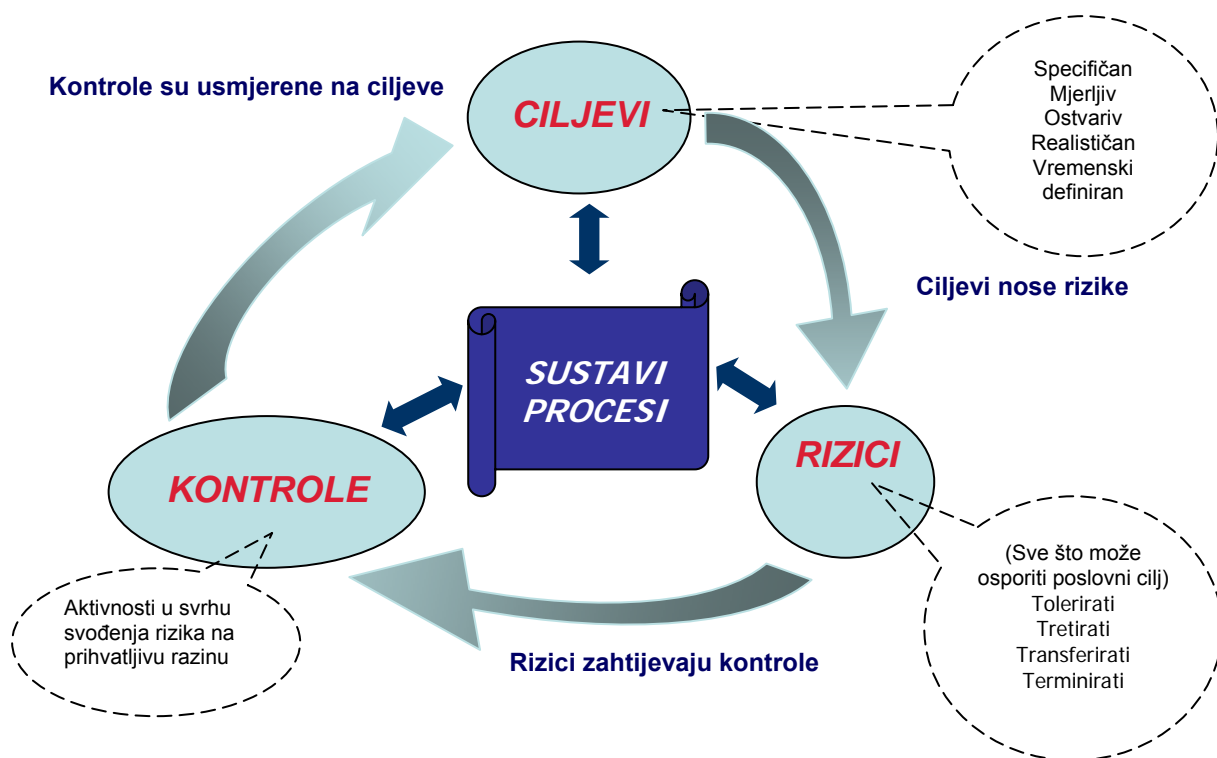 Kontrole su usmjerene na ciljeve
CILJEVI
Specifičan
Mjerljiv
Ostvariv
Realističan
Vremenski
definiran
Ciljevi nose rizike
SUSTAVI
PROCESI
RIZICI
KONTROLE
(Sve što može
osporiti poslovni cilj)
Tolerirati
Tretirati
Transferirati
Terminirati
Aktivnosti u svrhu
svođenja rizika na
prihvatljivu razinu
Rizici zahtijevaju kontrole